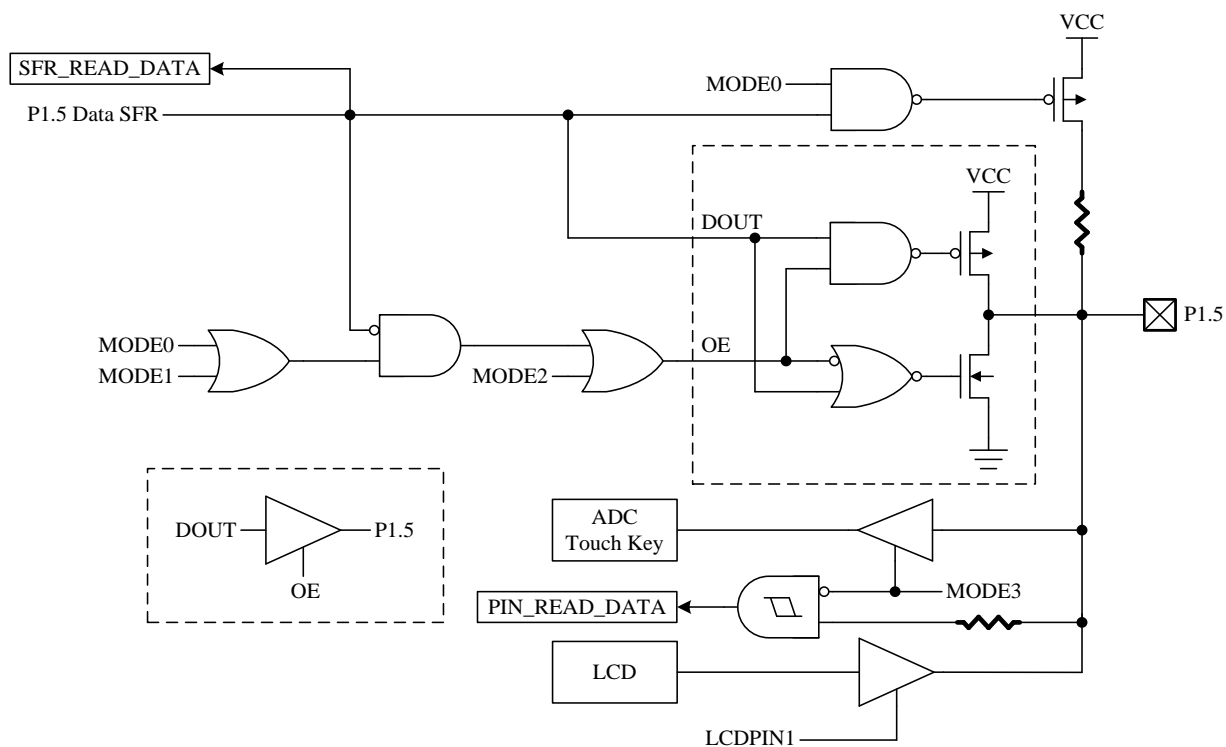 VCC
SFR_READ_DATA
MODE0
P1.5 Data SFR
VCC
DOUT
P1.5
MODE0
OE
MODE1
MODE2
ADC
Touch Key
DOUT
P1.5
OE
MODE3
PIN_READ_DATA
LCD
LCDPIN1